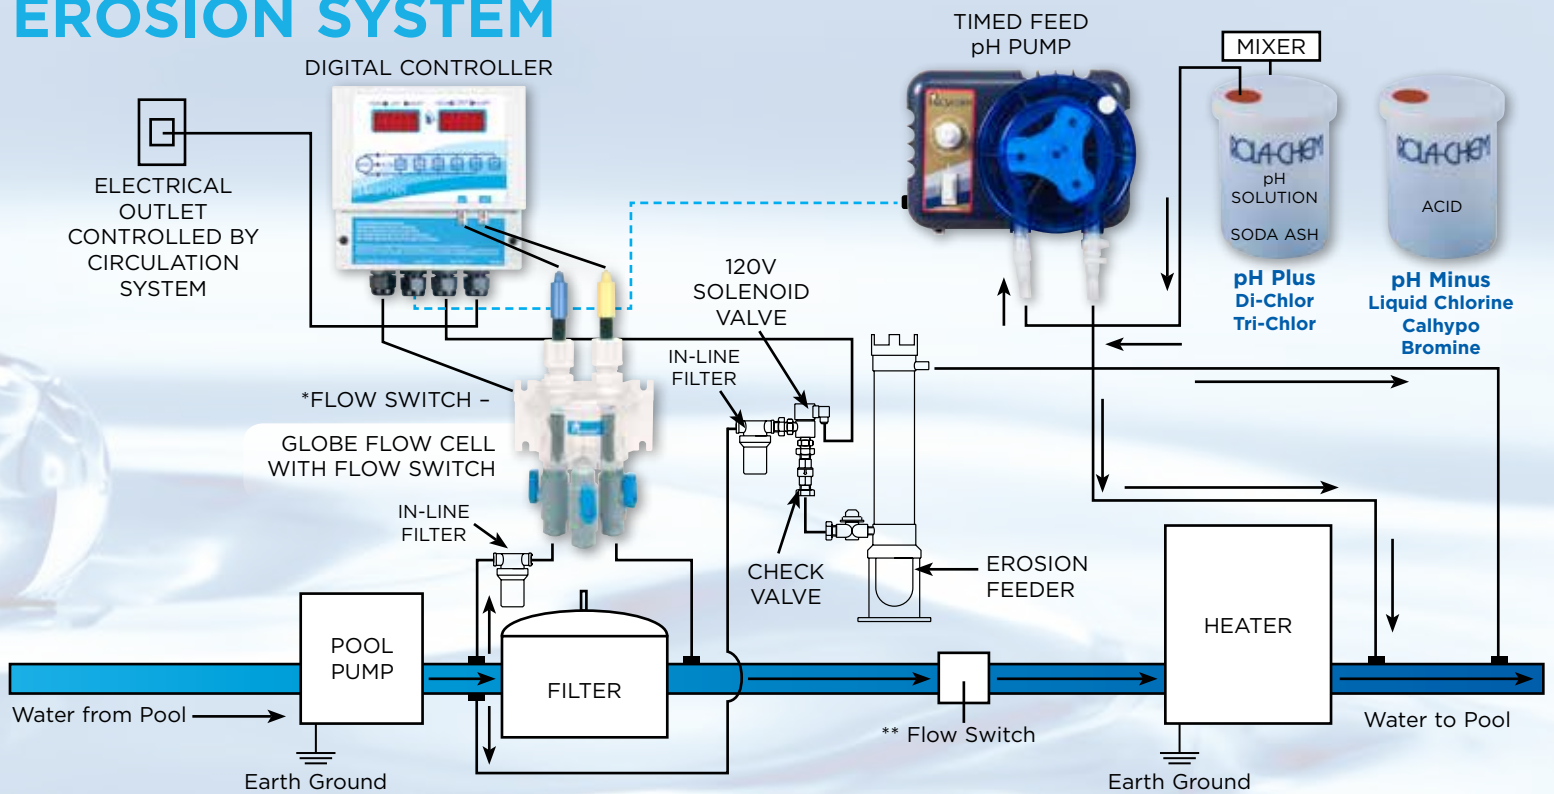 EROSION SYSTEM
DIGITAL CONTROLLER
ELECTRICAL
OUTLET
CONTROLLED BY
CIRCULATION
SYSTEM
TIMED FEED
pH PUMP
MIXER
POLA-CHEM
pH
SOLUTION
SODA ASH
pH Plus
Di-Chlor
Tri-Chlor
ACID
pH Minus
Liquid Chlorine
Calhypo
Bromine
120V
SOLENOID
VALVE
IN-LINE
FILTER
*FLOW SWITCH –
GLOBE FLOW CELL
WITH FLOW SWITCH
IN-LINE
FILTER
CHECK
VALVE
EROSION
FEEDER
POOL
PUMP
FILTER
HEATER
Water from Pool
** Flow Switch
Water to Pool
Earth Ground
Earth Ground